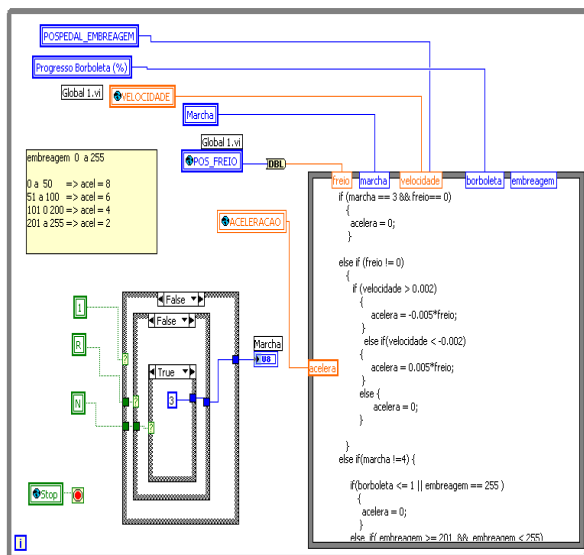 POSPEDAL_EMBREAGEM
Progresso Borboleta (%)
Global 1.vi
VELOCIDADE
Marcha
Global 1.vi
POS_FREIO
DBL
embreagem 0 a 255
0 a 50 => acel = 8
51 a 100 => acel = 6
101 0 200 => acel = 4
201 a 255 => acel = 2
ACELERACAO
freio marcha velocidade borboleta embreagem
if (marcha == 3 && freio== 0)
{
acelera = 0;
}
else if (freio != 0)
{
if (velocidade > 0.002)
{
acelera = -0.005*freio;
}
else if(velocidade < -0.002)
{
acelera = 0.005*freio;
}
else {
acelera = 0;
}
}
else if(marcha !=4) {
if(borboleta <= 1 || embreagem == 255 )
{
acelera = 0;
}
else if( embreagem >= 201 && embreagem < 255)
acelera
False
False
True
1
R
N
3
Marcha
U8
Stop
i